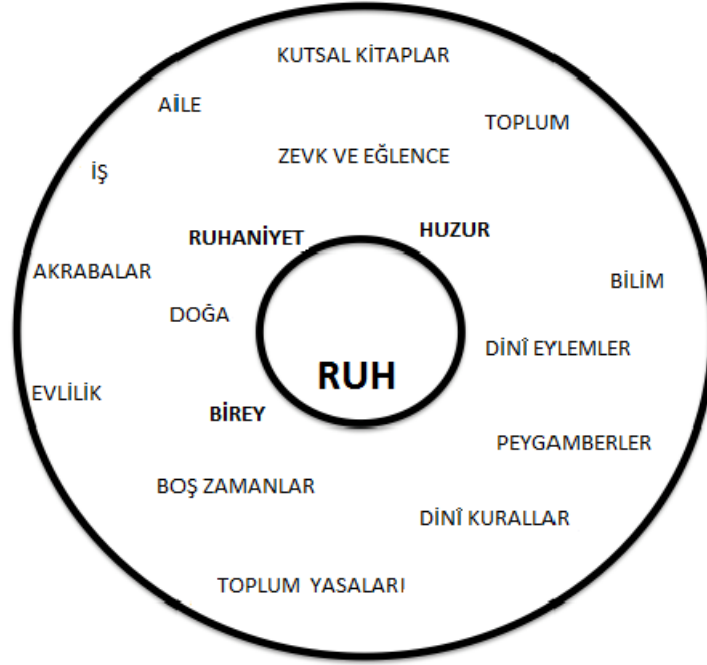 KUTSAL KİTAPLAR
AİLE
TOPLUM
ZEVK VE EĞLENCE
İŞ
HUZUR
RUHANİYET
AKRABALAR
BİLİM
DOĞA
DİNÎ EYLEMLER
RUH
EVLİLİK
BİREY
PEYGAMBERLER
BOŞ ZAMANLAR
DİNÎ KURALLAR
TOPLUM YASALARI